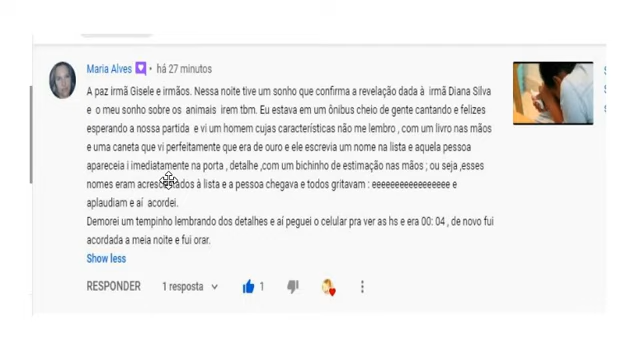 Maria Alves • há 27 minutos
A paz irmã Gisele e irmãos. Nessa noite tive um sonho que confirma a revelação dada à irmã Diana Silva
e o meu sonho sobre os animais irem tbm. Eu estava em um ônibus cheio de gente cantando e felizes
esperando a nossa partida e vi um homem cujas características não me lembro , com um livro nas mãos
e uma caneta que vi perfeitamente que era de ouro e ele escrevia um nome na lista e aquela pessoa
apareceia i imediatamente na porta , detalhe ,com um bichinho de estimação nas mãos ; ou seja ,esses
nomes eram acrescentados à lista e a pessoa chegava e todos gritavam : eeeeeeeeeeeeeeeee e
aplaudiam e aí acordei.
Demorei um tempinho lembrando dos detalhes e aí peguei o celular pra ver as hs e era 00: 04 , de novo fui
acordada a meia noite e fui orar.
Show less
RESPONDER 1 resposta 1